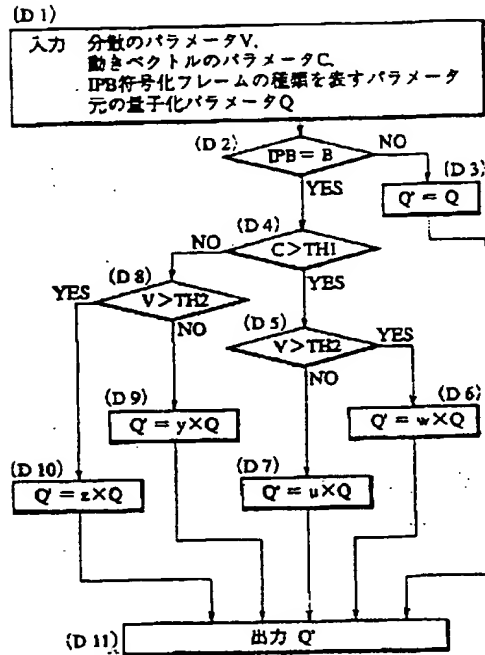 (D 1)
入力 分散のパラメータV,
動きベクトルのパラメータC,
IPB符号化フレームの種類を表すパラメータ
元の量子化パラメータQ
(D 2)
IPB = B
NO
YES
(D 3)
Q' = Q
(D 4)
C>TH1
NO
YES
(D 8)
V>TH2
YES
NO
(D 5)
V>TH2
YES
NO
(D 9)
Q' = y×Q
(D 6)
Q' = w×Q
(D 10)
Q' = z×Q
(D 7)
Q' = u×Q
(D 11)
出力 Q'